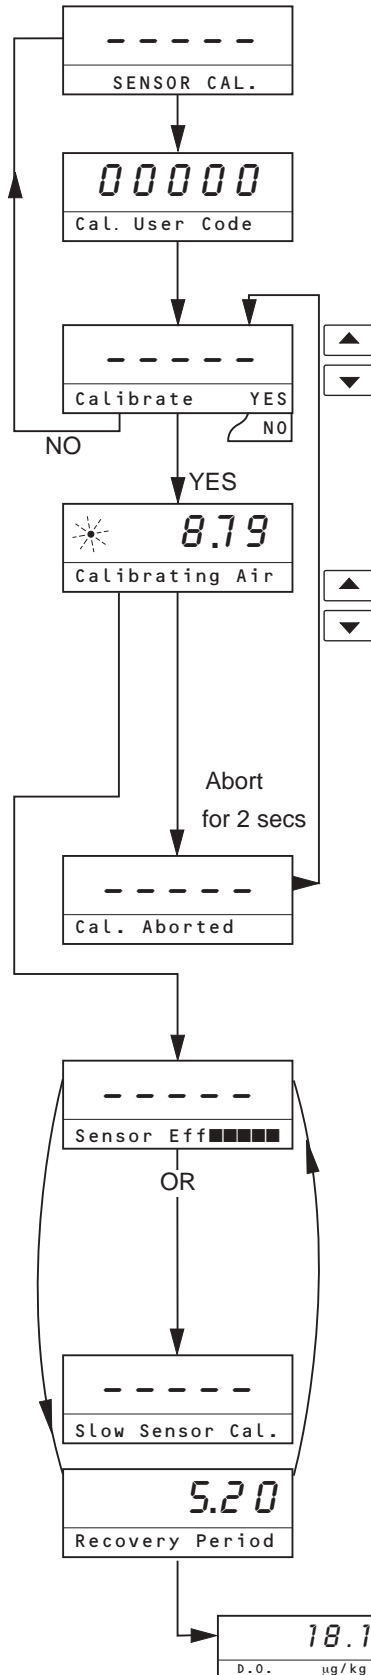 - - - - -
SENSOR CAL.
00000
Cal. User Code
- - - - -
Calibrate YES
NO
NO
YES
8.79
Calibrating Air
Abort
for 2 secs
- - - - -
Cal. Aborted
- - - - -
Sensor Eff■■■■■
OR
- - - - -
Slow Sensor Cal.
5.20
Recovery Period
18.1
D.O. µg/kg